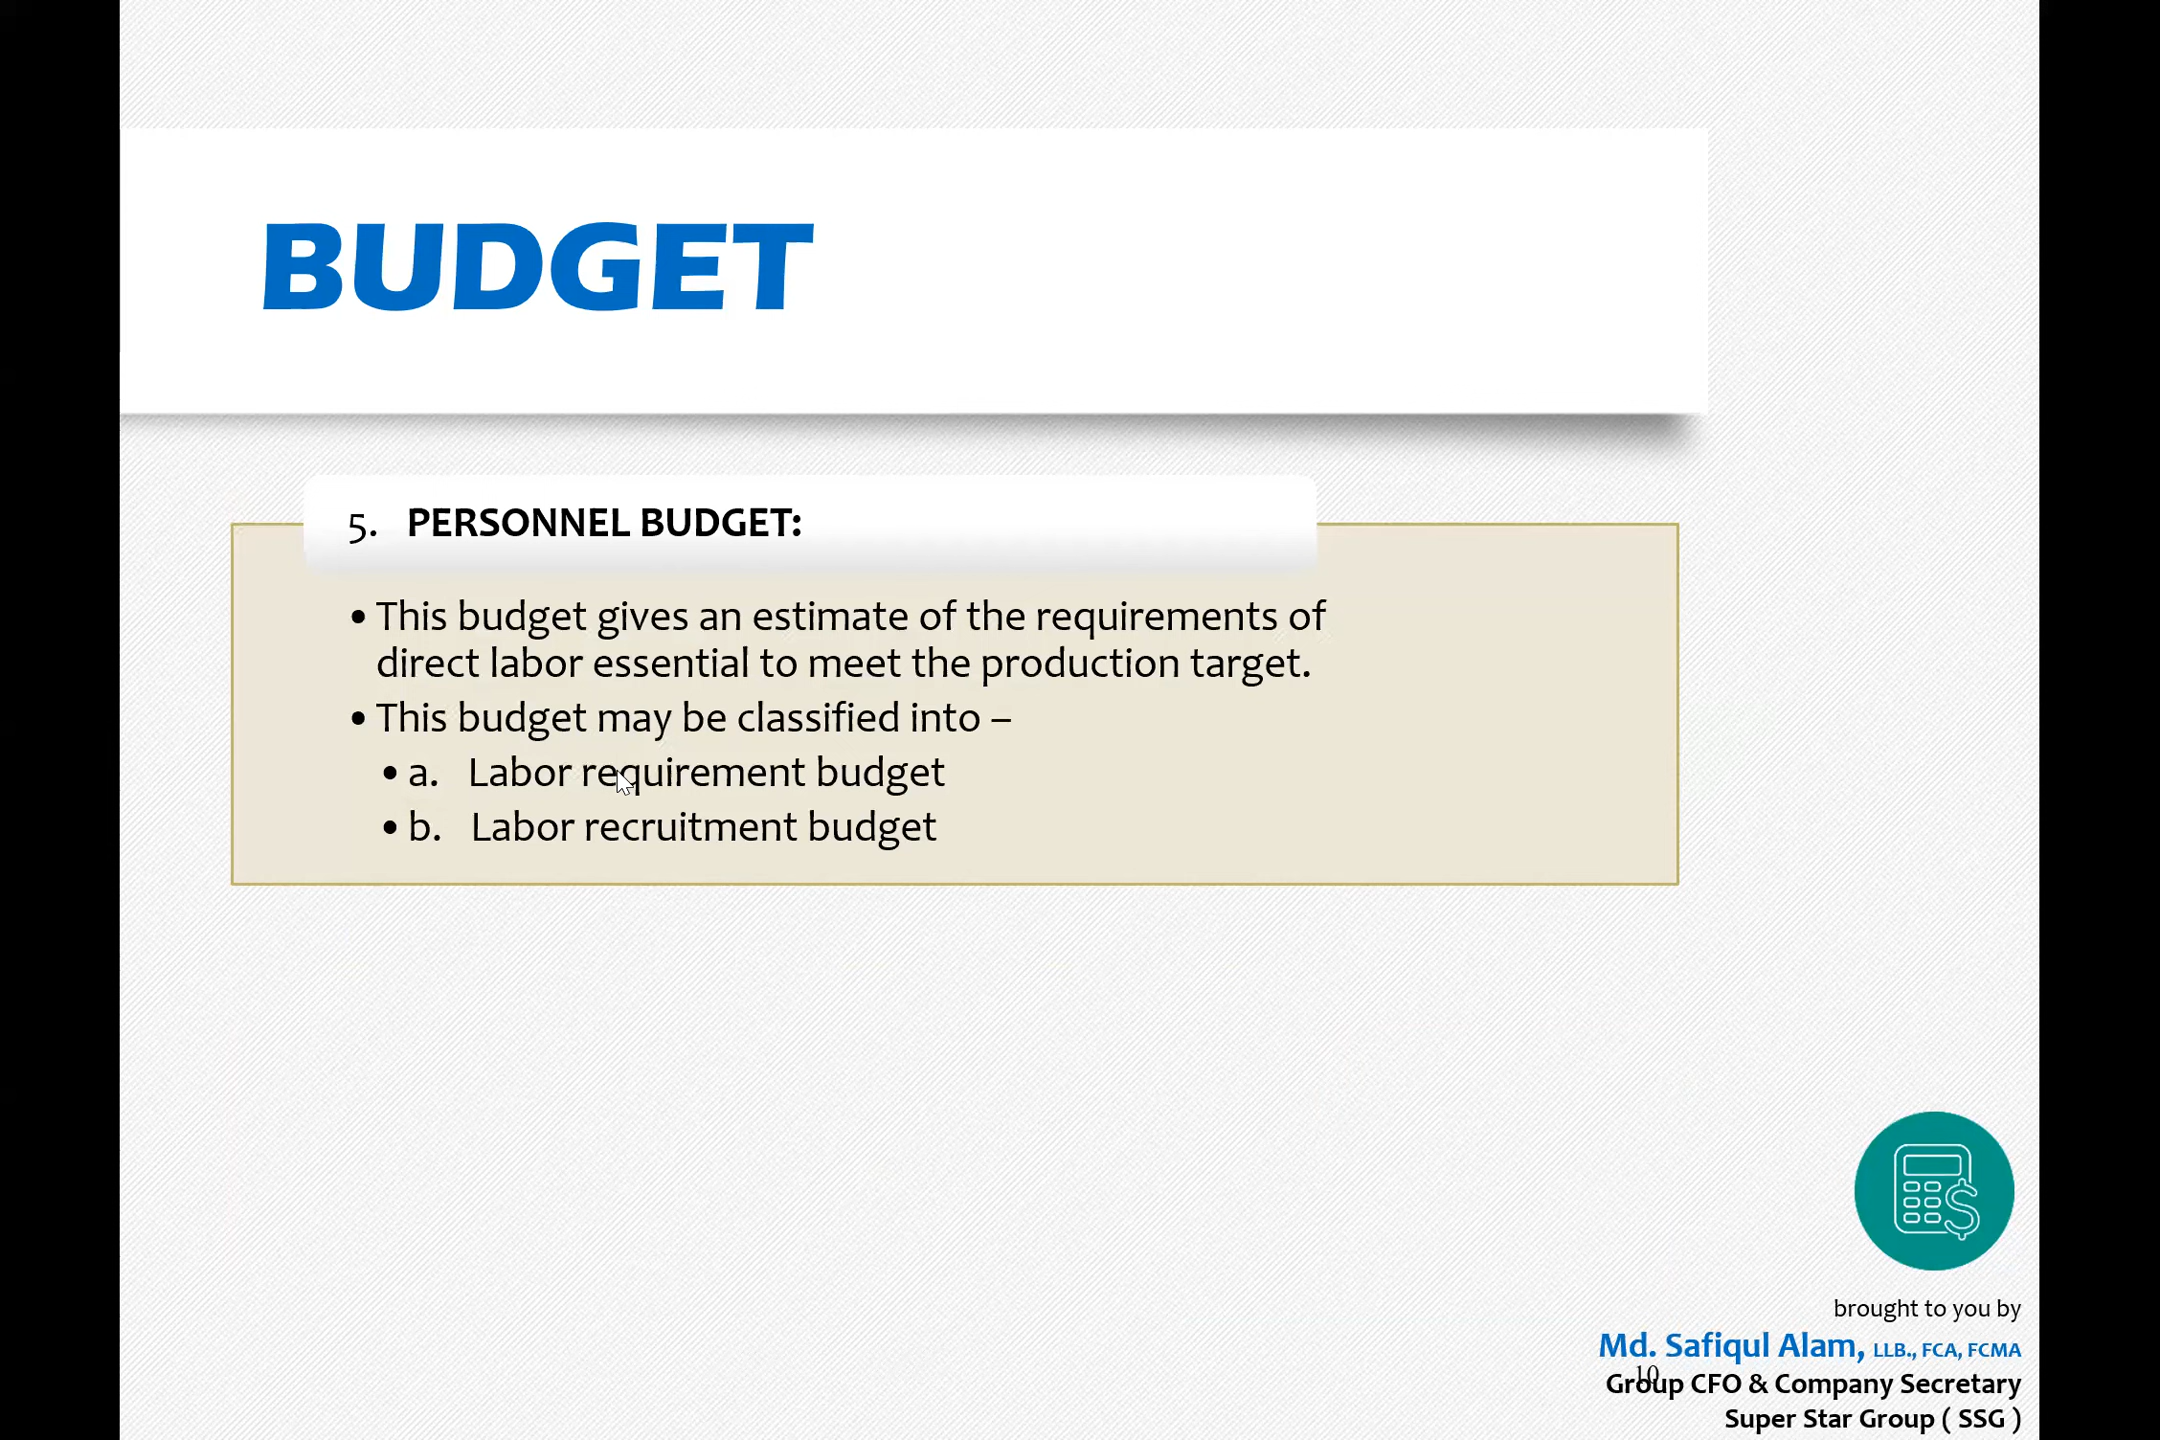 BUDGET
5. PERSONNEL BUDGET:
• This budget gives an estimate of the requirements of
direct labor essential to meet the production target.
• This budget may be classified into –
• a. Labor requirement budget
• b. Labor recruitment budget
brought to you by
Md. Safiqul Alam, LLB., FCA, FCMA
10
Group CFO & Company Secretary
Super Star Group ( SSG )